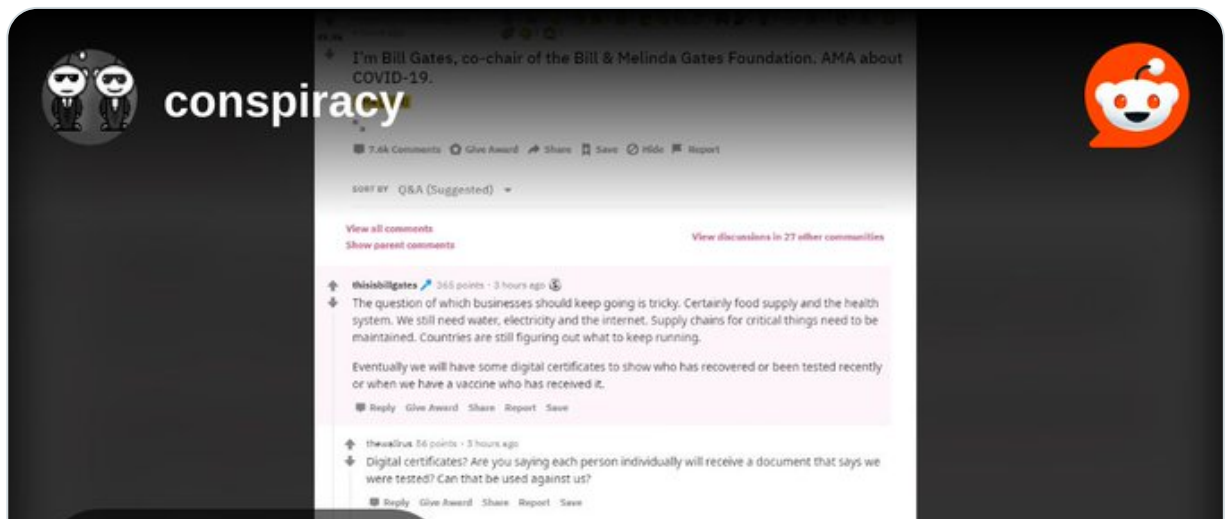 conspiracy
I'm Bill Gates, co-chair of the Bill & Melinda Gates Foundation. AMA about
COVID-19.
7.6k Comments Give Award Share Save Hide Report
SORT BY Q&A (Suggested)
View all comments
Show parent comments
View discussions in 27 other communities
thisisbillgates 365 points · 3 hours ago
The question of which businesses should keep going is tricky. Certainly food supply and the health
system. We still need water, electricity and the internet. Supply chains for critical things need to be
maintained. Countries are still figuring out what to keep running.
Eventually we will have some digital certificates to show who has recovered or been tested recently
or when we have a vaccine who has received it.
Reply Give Award Share Report Save
thewallrus 56 points · 3 hours ago
Digital certificates? Are you saying each person individually will receive a document that says we
were tested? Can that be used against us?
Reply Give Award Share Report Save